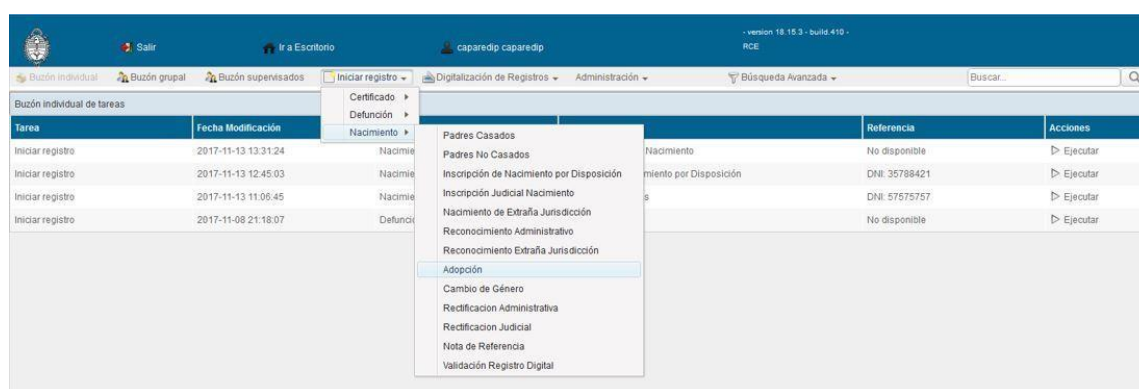 - version 18.15.3 - build.410 -
Salir Ir a Escritorio caparedip caparedip RCE
Buzón individual Buzón grupal Buzón supervisados Iniciar registro Digitalización de Registros Administración Búsqueda Avanzada Buscar...
Buzón individual de tareas
Certificado
Defunción
Nacimiento
Tarea Fecha Modificación Referencia Acciones
Iniciar registro 2017-11-13 13:31:24 Nacimie Nacimiento No disponible Ejecutar
Iniciar registro 2017-11-13 12:45:03 Nacimie miento por Disposición DNI: 35788421 Ejecutar
Iniciar registro 2017-11-13 11:06:45 Nacimie s DNI: 57575757 Ejecutar
Iniciar registro 2017-11-08 21:18:07 Defunció No disponible Ejecutar
Padres Casados
Padres No Casados
Inscripción de Nacimiento por Disposición
Inscripción Judicial Nacimiento
Nacimiento de Extraña Jurisdicción
Reconocimiento Administrativo
Reconocimiento Extraña Jurisdicción
Adopción
Cambio de Género
Rectificacion Administrativa
Rectificacion Judicial
Nota de Referencia
Validación Registro Digital